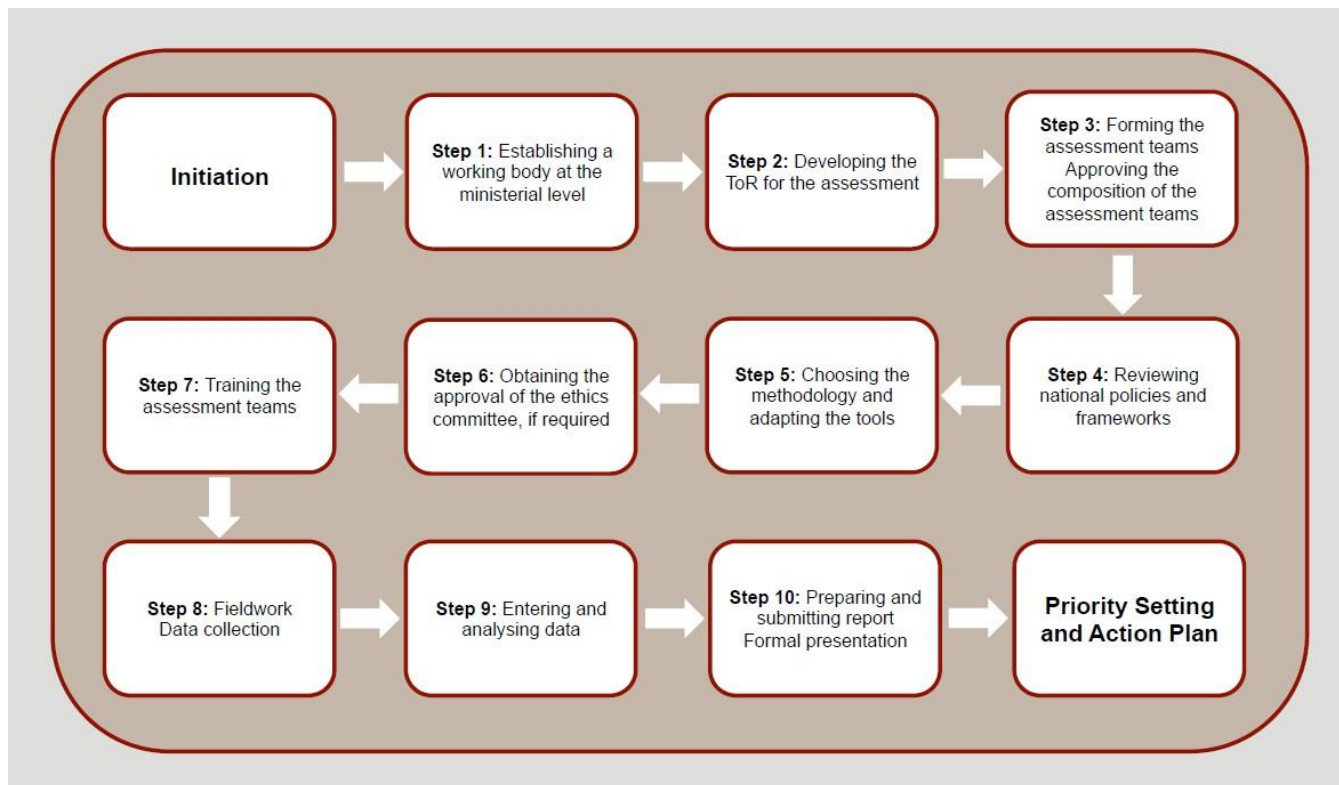 Initiation
Step 1: Establishing a
working body at the
ministerial level
Step 2: Developing the
ToR for the assessment
Step 3: Forming the
assessment teams
Approving the
composition of the
assessment teams
Step 4: Reviewing
national policies and
frameworks
Step 5: Choosing the
methodology and
adapting the tools
Step 6: Obtaining the
approval of the ethics
committee, if required
Step 7: Training the
assessment teams
Step 8: Fieldwork
Data collection
Step 9: Entering and
analysing data
Step 10: Preparing and
submitting report
Formal presentation
Priority Setting
and Action Plan